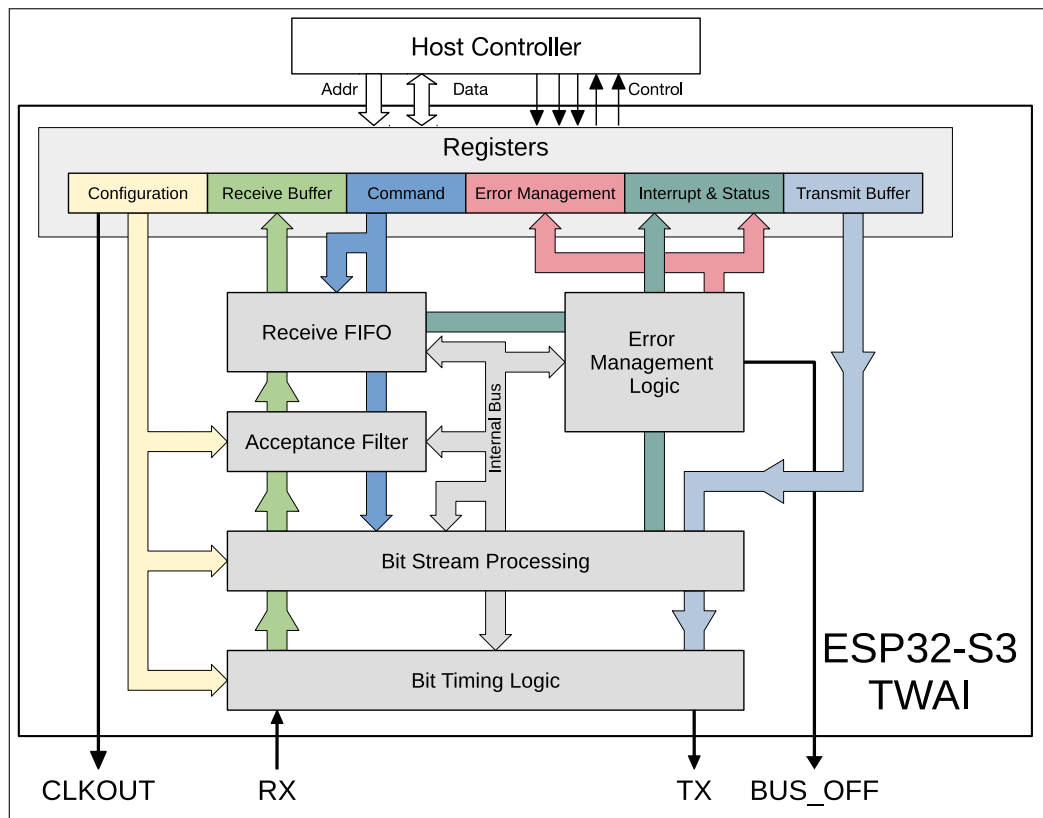 Host Controller
Addr
Data
Control
Registers
Configuration
Receive Buffer
Command
Error Management
Interrupt & Status
Transmit Buffer
Receive FIFO
Error
Management
Logic
Internal Bus
Acceptance Filter
Bit Stream Processing
Bit Timing Logic
ESP32-S3
TWAI
CLKOUT
RX
TX
BUS_OFF